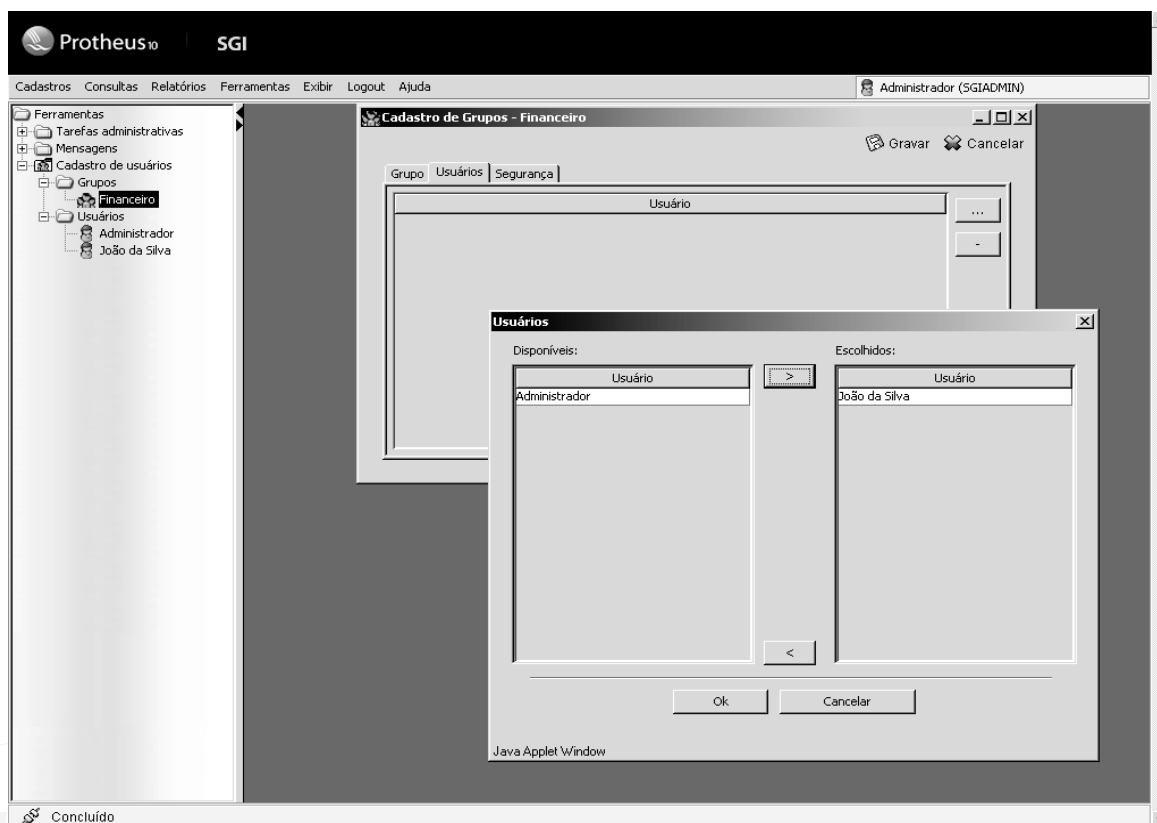 Protheus10 SGI
Cadastros Consultas Relatórios Ferramentas Exibir Logout Ajuda
Administrador (SGIADMIN)
Ferramentas
Tarefas administrativas
Mensagens
Cadastro de usuários
Grupos
Financeiro
Usuários
Administrador
João da Silva
Cadastro de Grupos - Financeiro
Gravar Cancelar
Grupo Usuários Segurança
Usuário
...
-
Usuários
Disponíveis:
Escolhidos:
Usuário
>
Usuário
Administrador
João da Silva
<
Ok Cancelar
Java Applet Window
Concluído